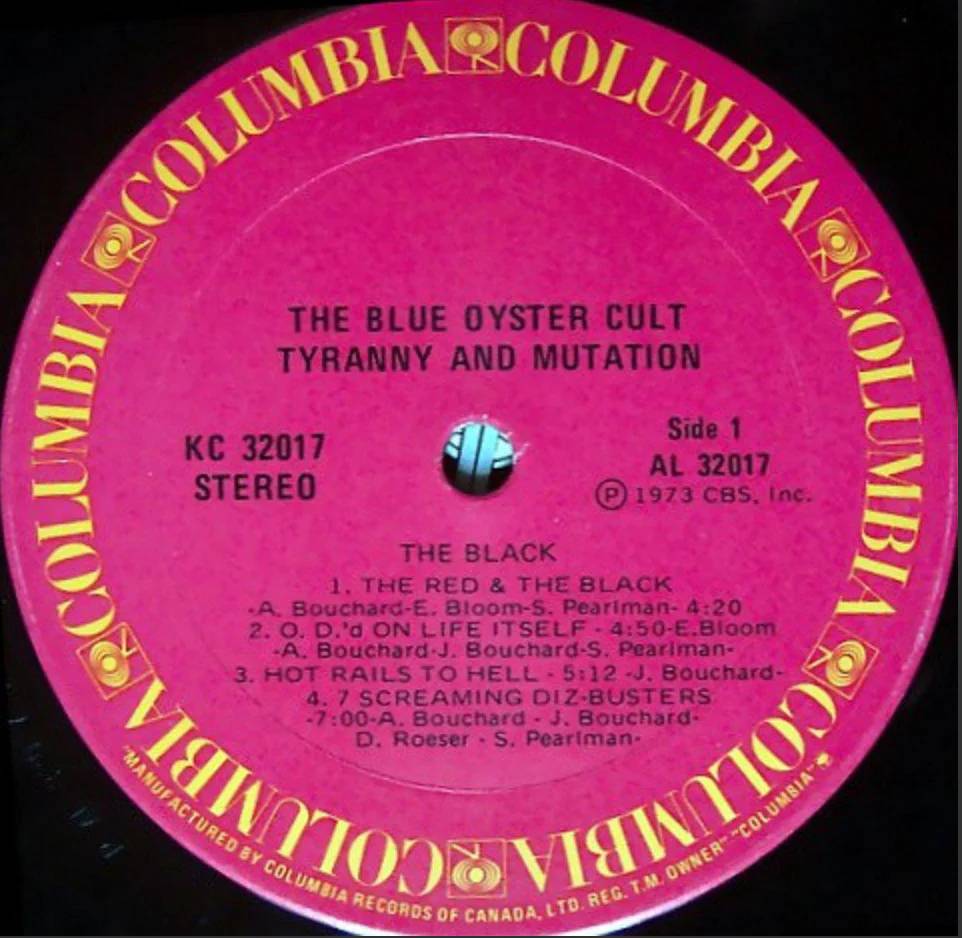 COLUMBIA COLUMBIA COLUMBIA COLUMBIA COLUMBIA COLUMBIA COLUMBIA
THE BLUE OYSTER CULT
TYRANNY AND MUTATION
KC 32017
STEREO
Side 1
AL 32017
Ⓟ 1973 CBS, Inc.
THE BLACK
1. THE RED & THE BLACK
-A. Bouchard-E. Bloom-S. Pearlman- 4:20
2. O. D.'d ON LIFE ITSELF - 4:50-E.Bloom
-A. Bouchard-J. Bouchard-S. Pearlman-
3. HOT RAILS TO HELL - 5:12 -J. Bouchard-
4. 7 SCREAMING DIZ-BUSTERS
-7:00-A. Bouchard - J. Bouchard-
D. Roeser - S. Pearlman-
"MANUFACTURED BY COLUMBIA RECORDS OF CANADA, LTD. REG. T.M. OWNER" "COLUMBIA"